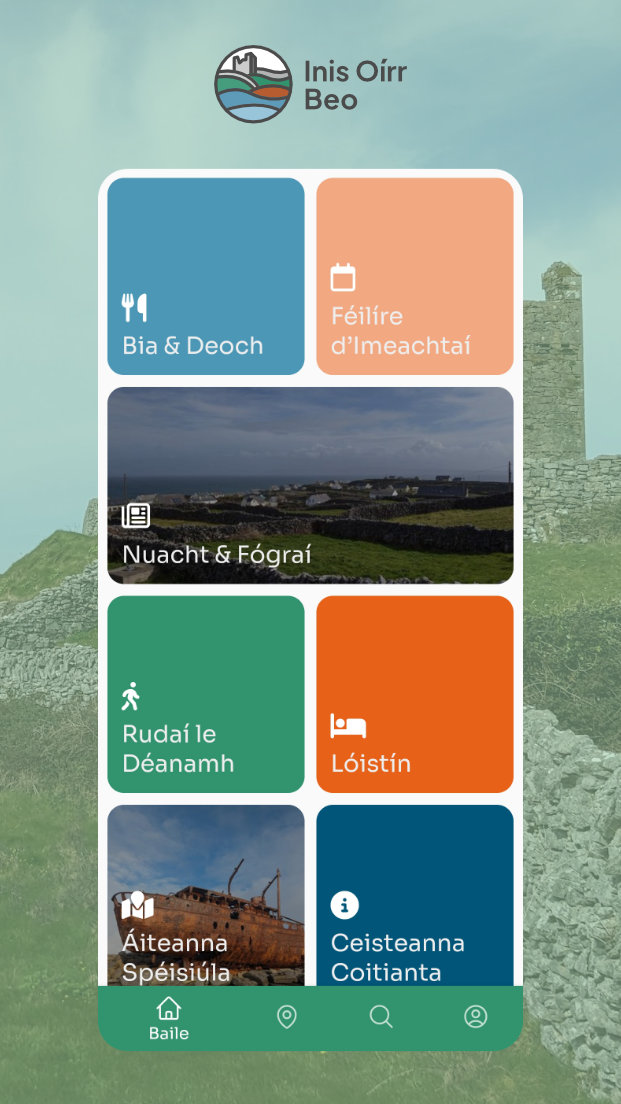 Inis Oírr
Beo
Bia & Deoch
Féilíre
d’Imeachtaí
Nuacht & Fógraí
Rudaí le
Déanamh
Lóistín
Áiteanna
Spéisiúla
Ceisteanna
Coitianta
Baile